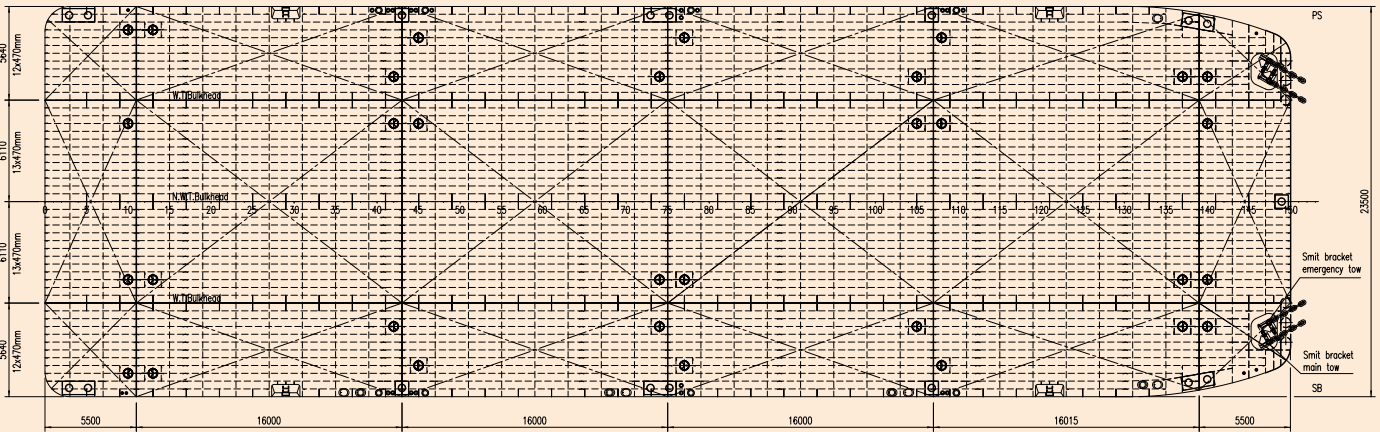 PS
5640
12x470mm
W.T.Bulkhead
6110
13x470mm
N.W.T.Bulkhead
0 5 10 15 20 25 30 35 40 45 50 55 60 65 70 75 80 85 90 95 100 105 110 115 120 125 130 135 140 145 150
23500
6110
13x470mm
Smit bracket
emergency tow
W.T.Bulkhead
5640
12x470mm
Smit bracket
main tow
SB
5500 16000 16000 16000 16015 5500